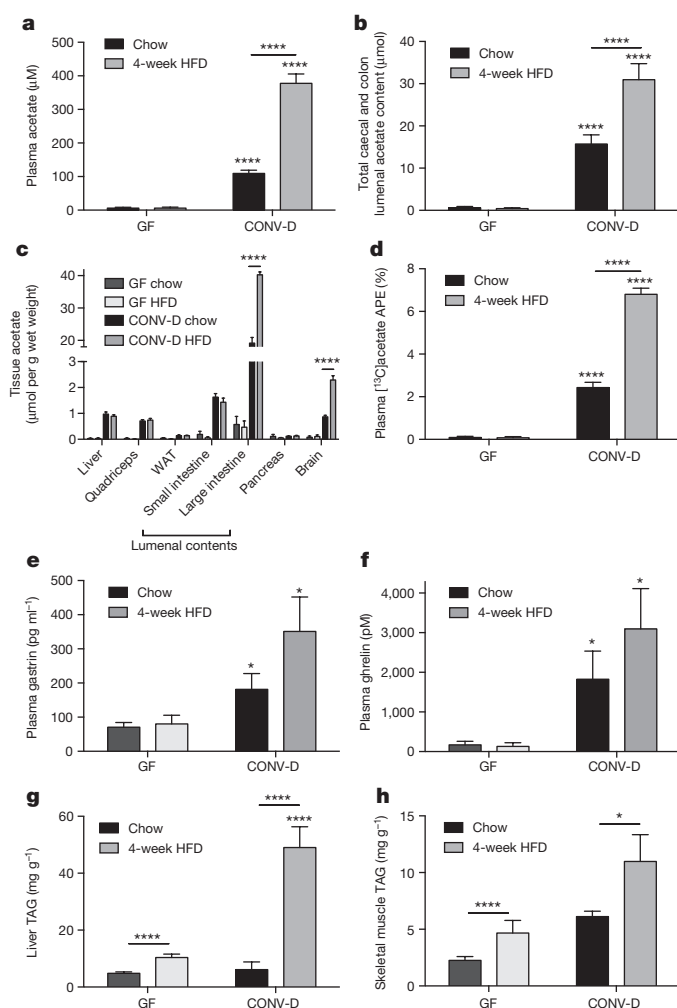 a
Plasma acetate (μM)
500
400
300
200
100
0
Chow
4-week HFD
****
****
****
GF
CONV-D
b
Total caecal and colon
lumenal acetate content (μmol)
40
30
20
10
0
Chow
4-week HFD
****
****
****
GF
CONV-D
c
Tissue acetate
(μmol per g wet weight)
40
20
3
2
1
0
GF chow
GF HFD
CONV-D chow
CONV-D HFD
****
****
Liver
Quadriceps
WAT
Small intestine
Large intestine
Pancreas
Brain
Lumenal contents
d
Plasma [¹³C]acetate APE (%)
8
6
4
2
0
Chow
4-week HFD
****
****
****
GF
CONV-D
e
Plasma gastrin (pg ml⁻¹)
500
400
300
200
100
0
Chow
4-week HFD
*
*
GF
CONV-D
f
Plasma ghrelin (pM)
4,000
3,000
2,000
1,000
0
Chow
4-week HFD
*
*
GF
CONV-D
g
Liver TAG (mg g⁻¹)
60
40
20
0
Chow
4-week HFD
****
****
****
GF
CONV-D
h
Skeletal muscle TAG (mg g⁻¹)
15
10
5
0
Chow
4-week HFD
****
*
GF
CONV-D